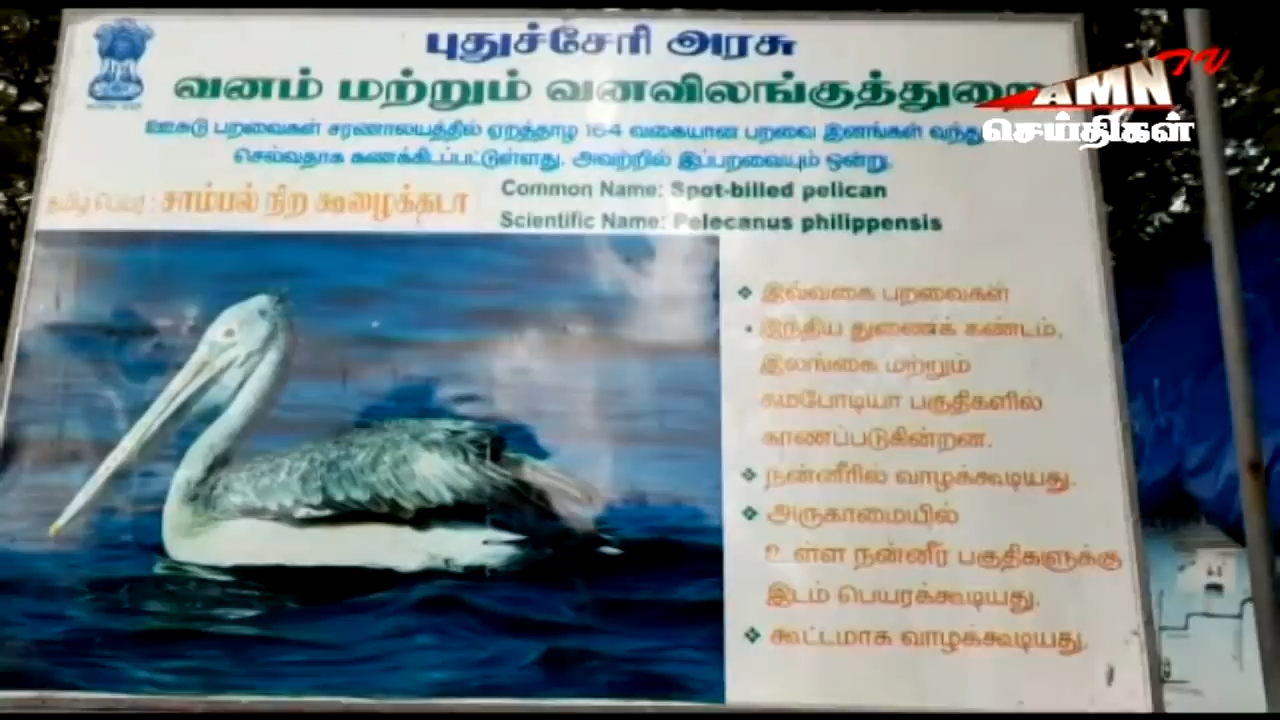 புதுச்சேரி அரசு
வனம் மற்றும் வனவிலங்குத்துறை
AMN TV
செய்திகள்
ஊசுடு பறவைகள் சரணாலயத்தில் ஏறத்தாழ 164 வகையான பறவை இனங்கள் வந்து
செல்வதாக கணக்கிடப்பட்டுள்ளது. அவற்றில் இப்பறவையும் ஒன்று.
தமிழ் பெயர் : சாம்பல் நிற கூழைக்கடா
Common Name: Spot-billed pelican
Scientific Name: Pelecanus philippensis
❖ இவ்வகை பறவைகள்
• இந்திய துணைக் கண்டம்,
இலங்கை மற்றும்
கம்போடியா பகுதிகளில்
காணப்படுகின்றன.
❖ நன்னீரில் வாழக்கூடியது.
❖ அருகாமையில்
உள்ள நன்னீர் பகுதிகளுக்கு
இடம் பெயரக்கூடியது.
❖ கூட்டமாக வாழக்கூடியது.